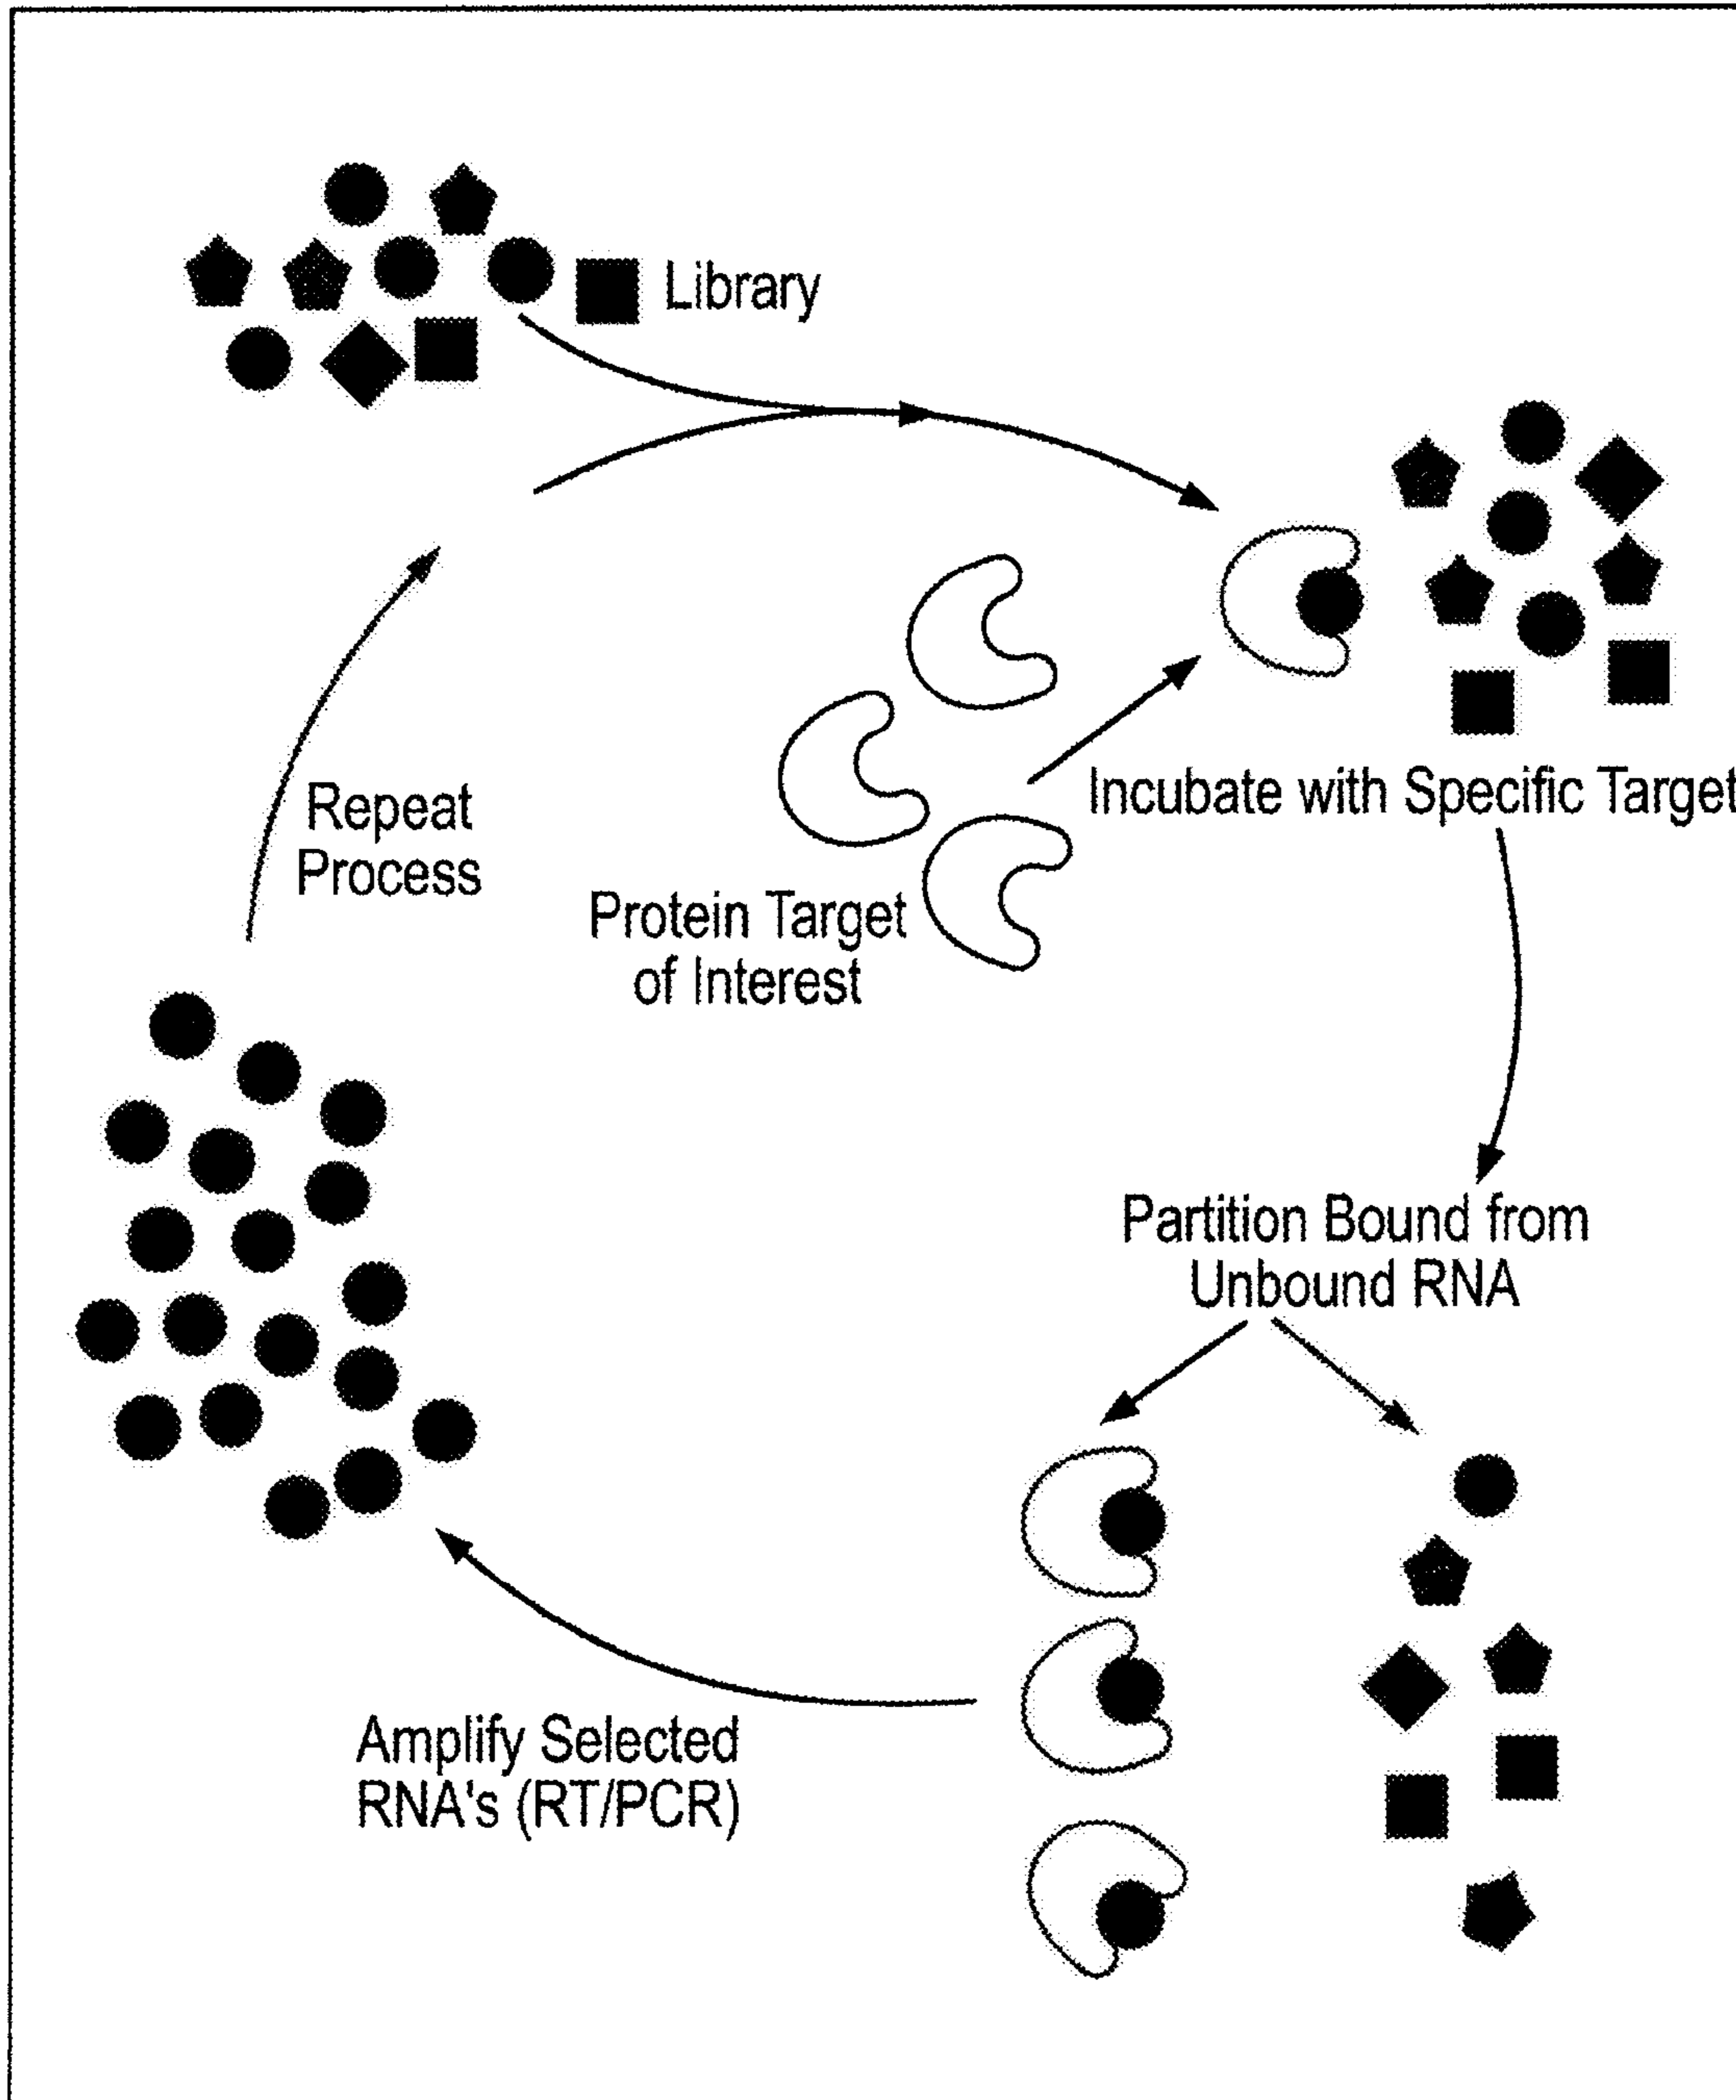 Library
Incubate with Specific Target
Repeat
Process
Protein Target
of Interest
Partition Bound from
Unbound RNA
Amplify Selected
RNA's (RT/PCR)